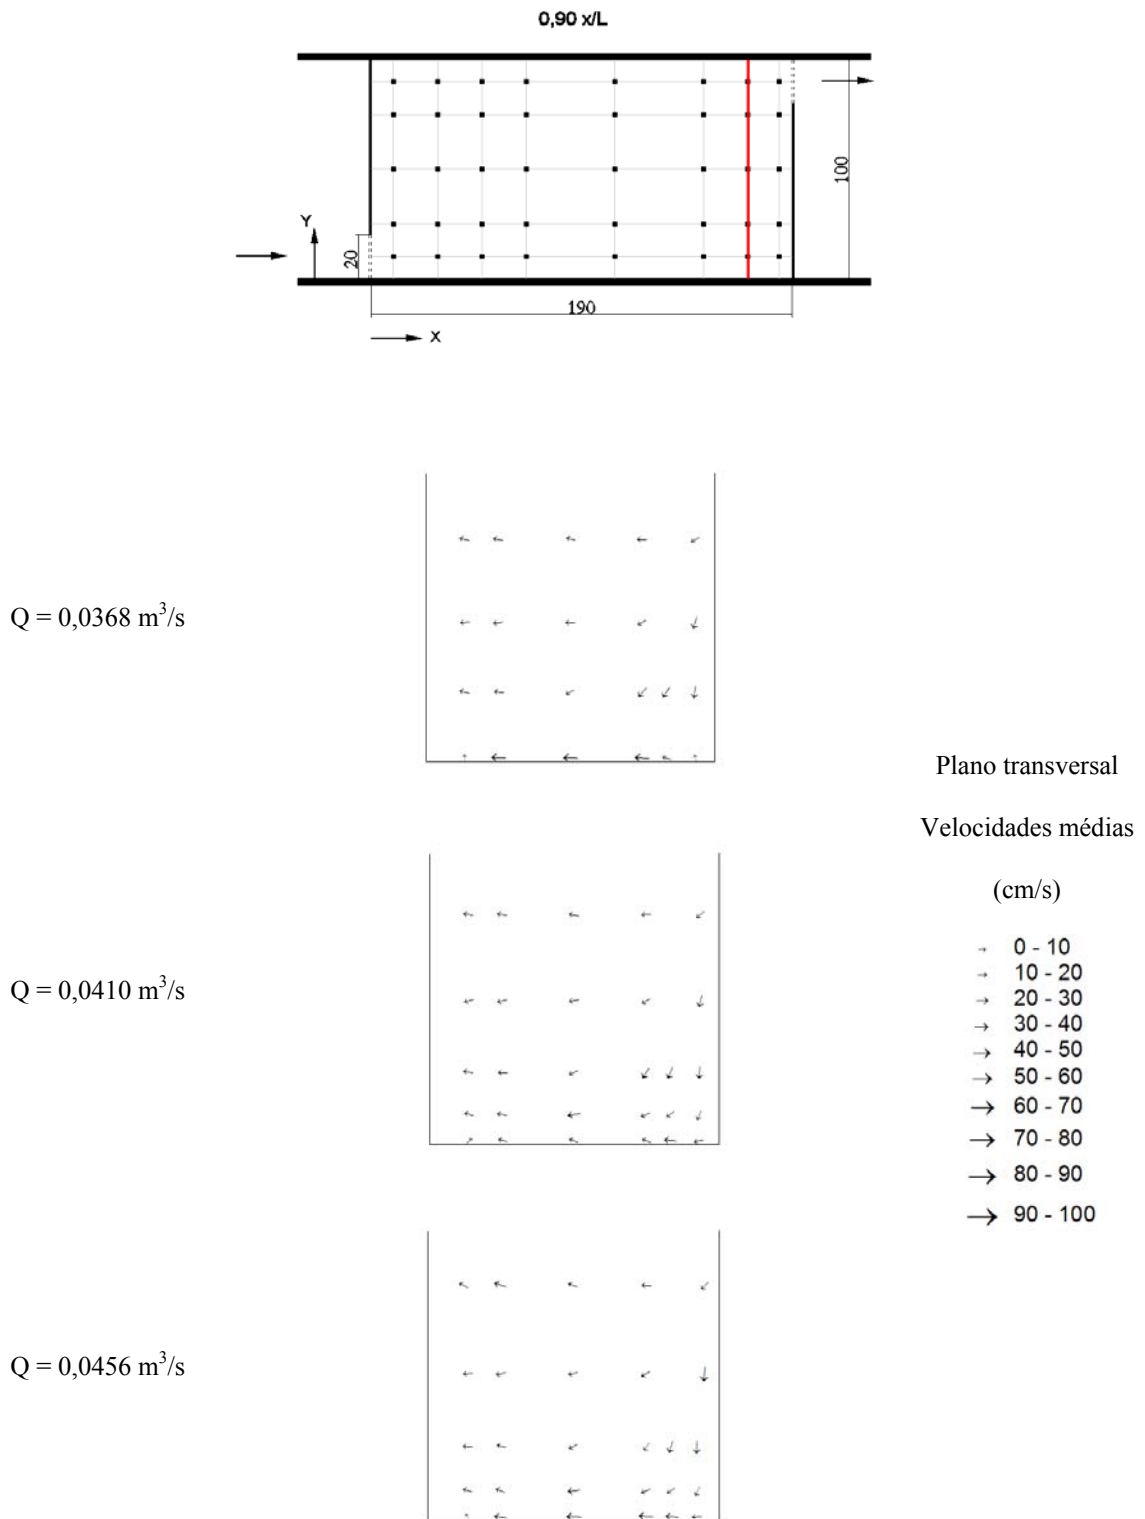 0,90 x/L
Y
20
100
190
X
Q = 0,0368 m³/s
Plano transversal
Velocidades médias
(cm/s)
0 - 10
10 - 20
20 - 30
30 - 40
40 - 50
50 - 60
60 - 70
70 - 80
80 - 90
90 - 100
Q = 0,0410 m³/s
Q = 0,0456 m³/s